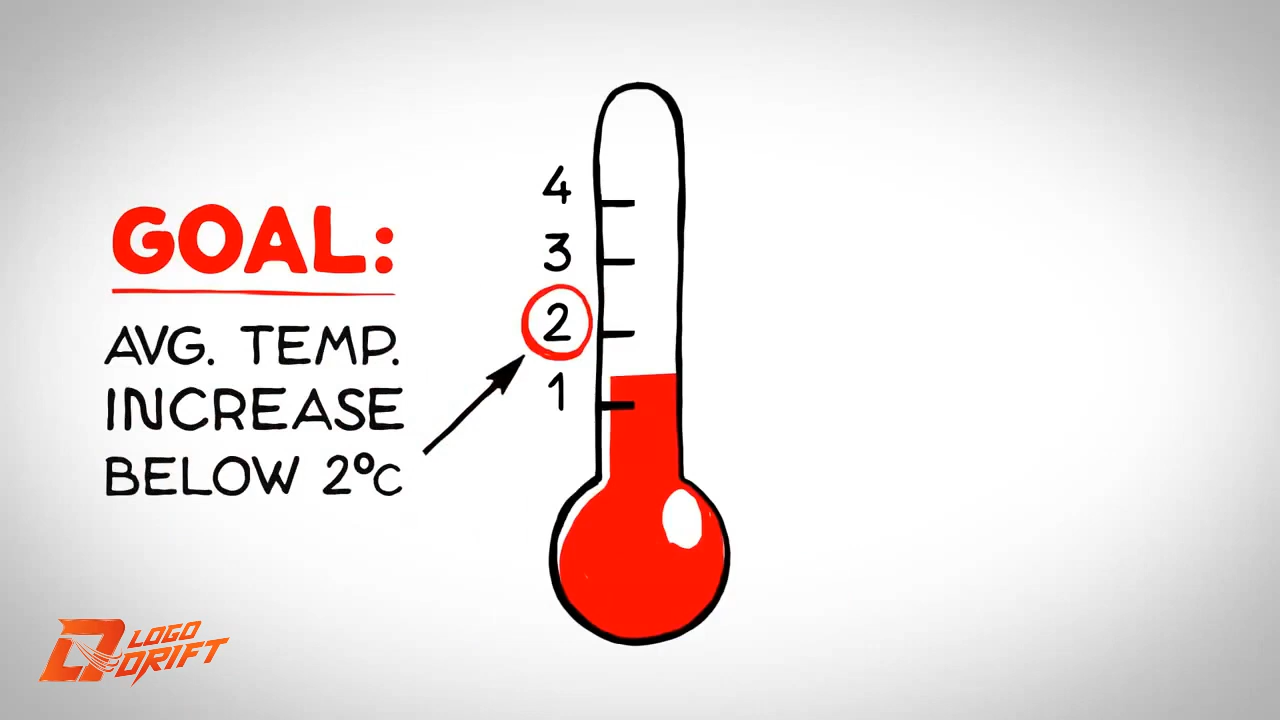 GOAL:
AVG. TEMP.
INCREASE
BELOW 2°C
4
3
2
1
LOGO
DRIFT